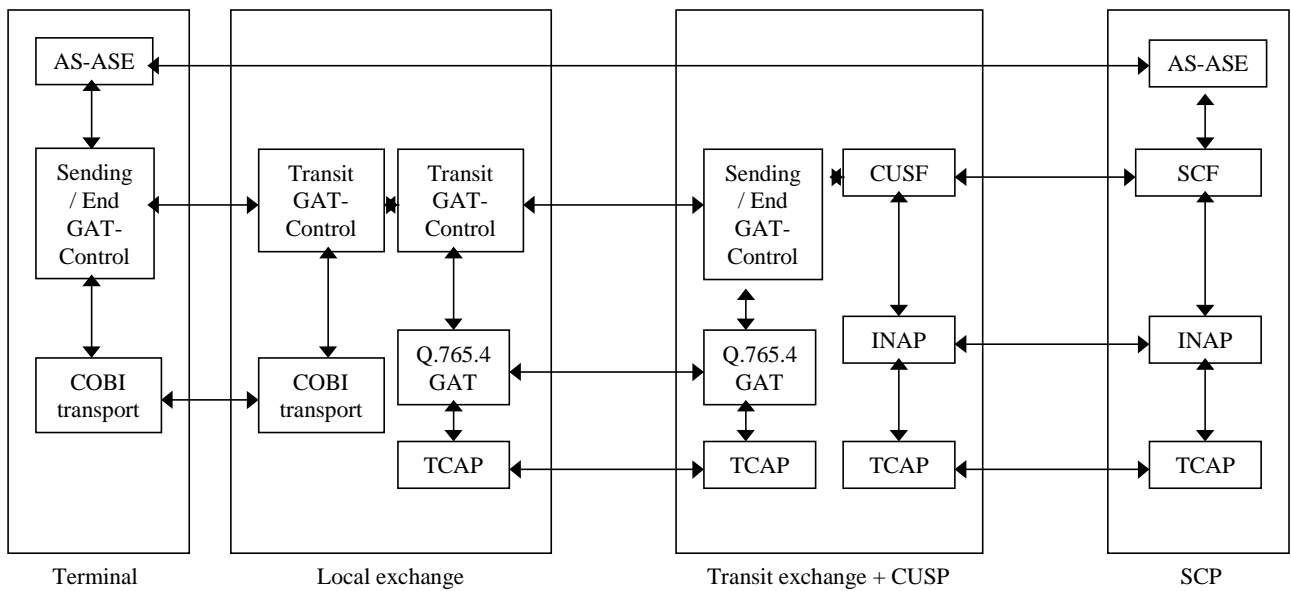 AS-ASE
AS-ASE
Sending
/ End
GAT-
Control
Transit
GAT-
Control
Transit
GAT-
Control
Sending
/ End
GAT-
Control
CUSF
SCF
COBI
transport
COBI
transport
Q.765.4
GAT
Q.765.4
GAT
INAP
INAP
TCAP
TCAP
TCAP
TCAP
Terminal
Local exchange
Transit exchange + CUSP
SCP